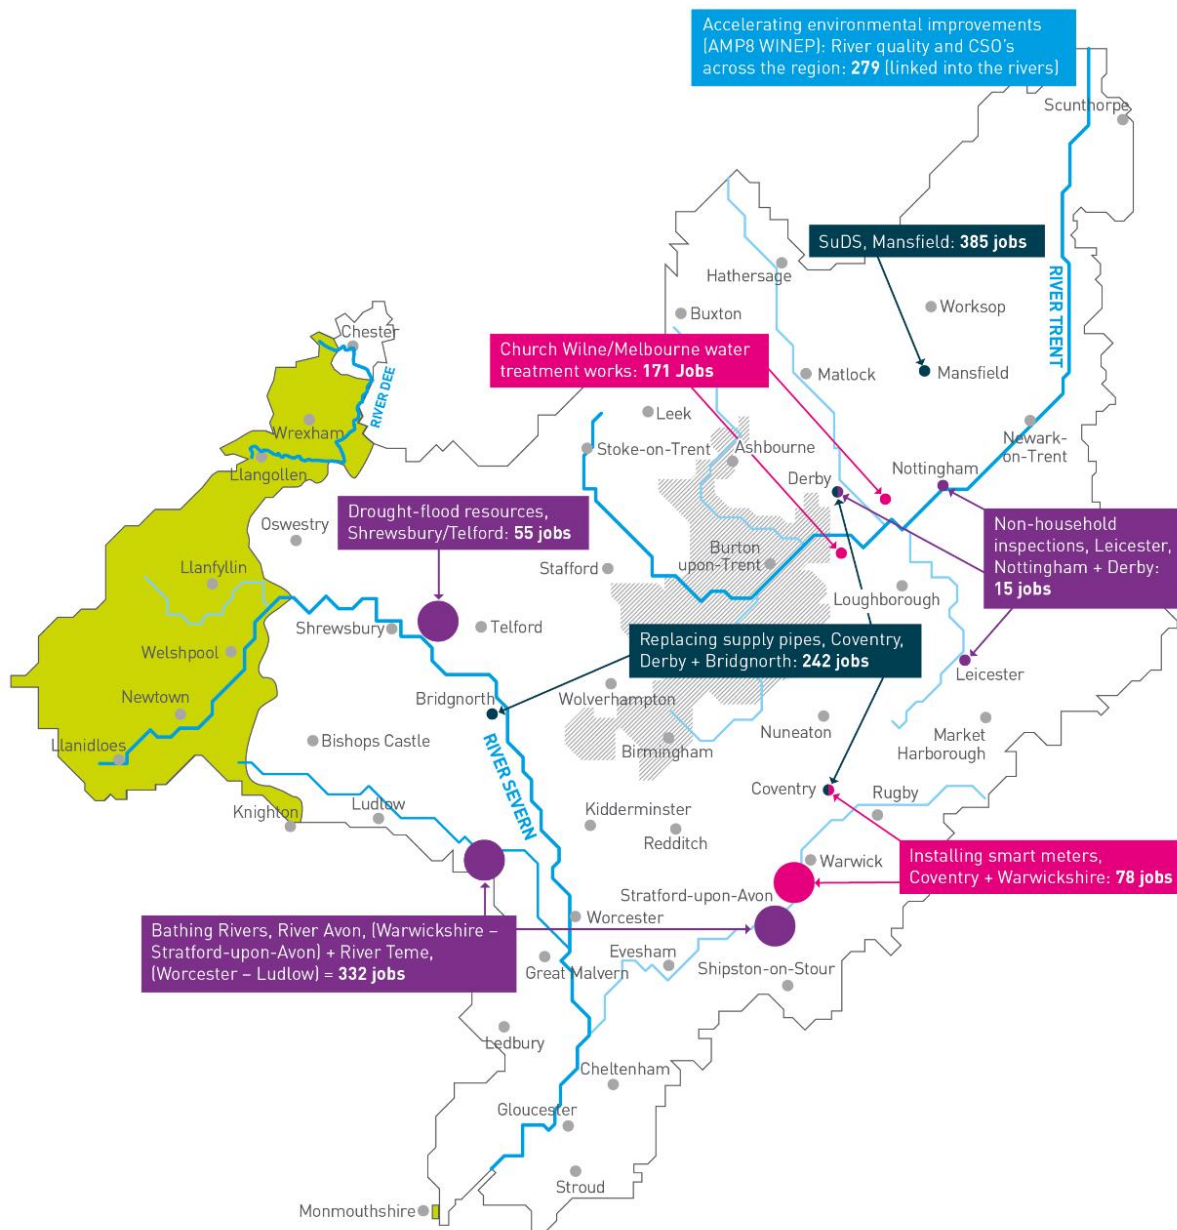 Accelerating environmental improvements
(AMP8 WINEP): River quality and CSO's
across the region: 279 (linked into the rivers)
Scunthorpe
SuDS, Mansfield: 385 jobs
Hathersage
RIVER TRENT
Worksop
Buxton
Chester
Church Wilne/Melbourne water
treatment works: 171 Jobs
Matlock
Mansfield
RIVER DEE
Leek
Wrexham
Stoke-on-Trent
Ashbourne
Newark-
on-Trent
Llangollen
Derby
Nottingham
Drought-flood resources,
Shrewsbury/Telford: 55 jobs
Oswestry
Non-household
inspections, Leicester,
Nottingham + Derby:
15 jobs
Burton
upon-Trent
Stafford
Llanfyllin
Loughborough
Shrewsbury
Telford
Replacing supply pipes, Coventry,
Derby + Bridgnorth: 242 jobs
Welshpool
Leicester
Newtown
Bridgnorth
Wolverhampton
Nuneaton
Market
Harborough
Llanidloes
Bishops Castle
Birmingham
RIVER SEVERN
Coventry
Rugby
Knighton
Ludlow
Kidderminster
Redditch
Warwick
Installing smart meters,
Coventry + Warwickshire: 78 jobs
Stratford-upon-Avon
Bathing Rivers, River Avon, (Warwickshire –
Stratford-upon-Avon) + River Teme,
(Worcester – Ludlow) = 332 jobs
Worcester
Great Malvern
Evesham
Shipston-on-Stour
Ledbury
Cheltenham
Gloucester
Stroud
Monmouthshire